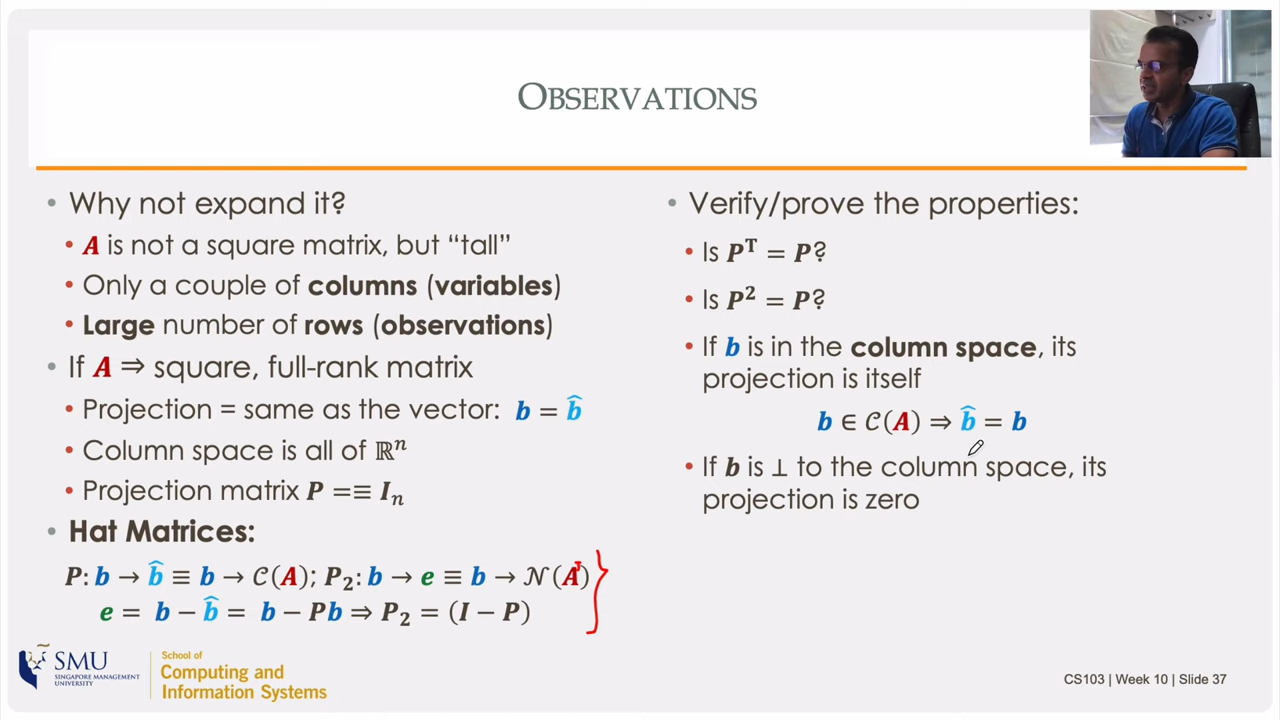 OBSERVATIONS
• Why not expand it?
• A is not a square matrix, but “tall”
• Only a couple of columns (variables)
• Large number of rows (observations)
• If A ⇒ square, full-rank matrix
• Projection = same as the vector: b = b̂
• Column space is all of ℝⁿ
• Projection matrix P =≡ Iₙ
• Hat Matrices:
P: b → b̂ ≡ b → 𝒞(A); P₂: b → e ≡ b → 𝒩(Aᵀ)
e = b − b̂ = b − Pb ⇒ P₂ = (I − P)
• Verify/prove the properties:
• Is Pᵀ = P?
• Is P² = P?
• If b is in the column space, its
projection is itself
b ∈ 𝒞(A) ⇒ b̂ = b
• If b is ⊥ to the column space, its
projection is zero
SMU
SINGAPORE MANAGEMENT
UNIVERSITY
School of
Computing and
Information Systems
CS103 | Week 10 | Slide 37